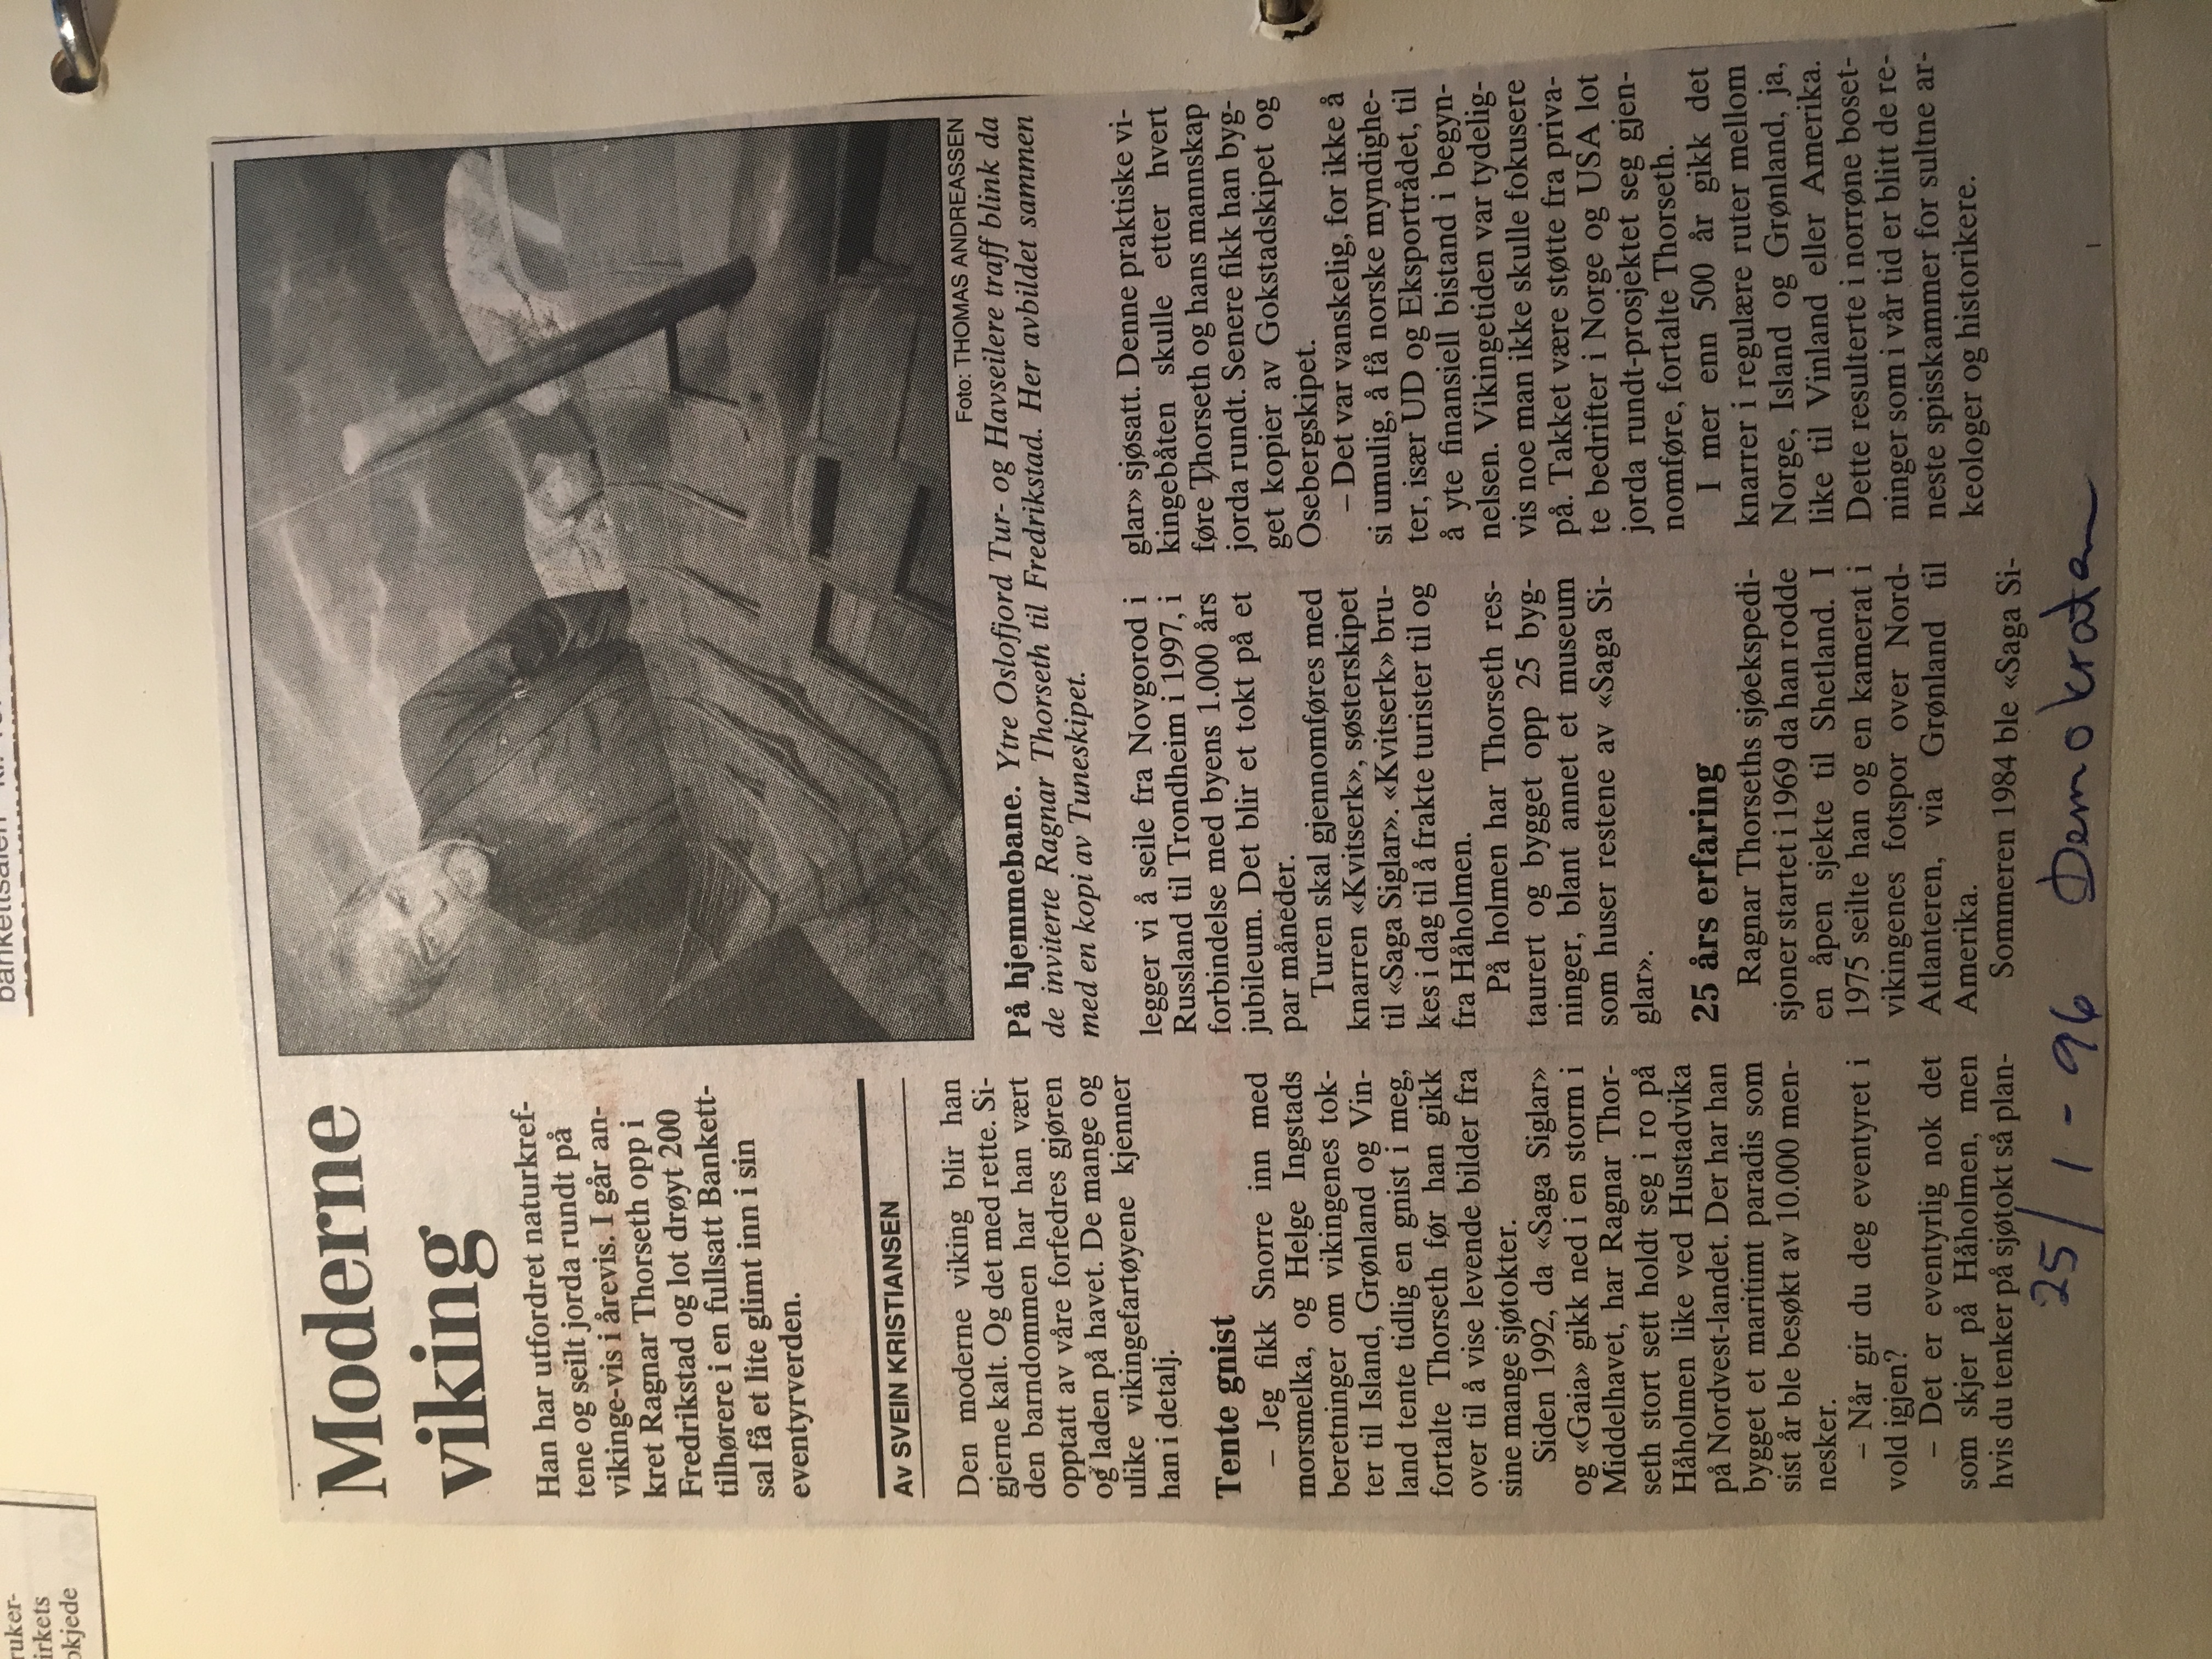 Moderne
viking
Han har utfordret naturkref-
tene og seilt jorda rundt på
vikinge-vis i årevis. I går an-
kret Ragnar Thorseth opp i
Fredrikstad og lot drøyt 200
tilhørere i en fullsatt Bankett-
sal få et lite glimt inn i sin
eventyrverden.
Av SVEIN KRISTIANSEN
Den moderne viking blir han
gjerne kalt. Og det med rette. Si-
den barndommen har han vært
opptatt av våre forfedres gjøren
og laden på havet. De mange og
ulike vikingefartøyene kjenner
han i detalj.
Tente gnist
– Jeg fikk Snorre inn med
morsmelka, og Helge Ingstads
beretninger om vikingenes tok-
ter til Island, Grønland og Vin-
land tente tidlig en gnist i meg,
fortalte Thorseth før han gikk
over til å vise levende bilder fra
sine mange sjøtokter.
Siden 1992, da «Saga Siglar»
og «Gaia» gikk ned i en storm i
Middelhavet, har Ragnar Thor-
seth stort sett holdt seg i ro på
Håholmen like ved Hustadvika
på Nordvest-landet. Der har han
bygget et maritimt paradis som
sist år ble besøkt av 10.000 men-
nesker.
– Når gir du deg eventyret i
vold igjen?
– Det er eventyrlig nok det
som skjer på Håholmen, men
hvis du tenker på sjøtokt så plan-
Foto: THOMAS ANDREASSEN
På hjemmebane. Ytre Oslofjord Tur- og Havseilere traff blink da
de inviterte Ragnar Thorseth til Fredrikstad. Her avbildet sammen
med en kopi av Tuneskipet.
legger vi å seile fra Novgorod i
Russland til Trondheim i 1997, i
forbindelse med byens 1.000 års
jubileum. Det blir et tokt på et
par måneder.
Turen skal gjennomføres med
knarren «Kvitserk», søsterskipet
til «Saga Siglar». «Kvitserk» bru-
kes i dag til å frakte turister til og
fra Håholmen.
På holmen har Thorseth res-
taurert og bygget opp 25 byg-
ninger, blant annet et museum
som huser restene av «Saga Si-
glar».
25 års erfaring
Ragnar Thorseths sjøekspedi-
sjoner startet i 1969 da han rodde
en åpen sjekte til Shetland. I
1975 seilte han og en kamerat i
vikingenes fotspor over Nord-
Atlanteren, via Grønland til
Amerika.
Sommeren 1984 ble «Saga Si-
glar» sjøsatt. Denne praktiske vi-
kingebåten skulle etter hvert
føre Thorseth og hans mannskap
jorda rundt. Senere fikk han byg-
get kopier av Gokstadskipet og
Osebergskipet.
– Det var vanskelig, for ikke å
si umulig, å få norske myndighe-
ter, især UD og Eksportrådet, til
å yte finansiell bistand i begyn-
nelsen. Vikingetiden var tydelig-
vis noe man ikke skulle fokusere
på. Takket være støtte fra priva-
te bedrifter i Norge og USA lot
jorda rundt-prosjektet seg gjen-
nomføre, fortalte Thorseth.
I mer enn 500 år gikk det
knarrer i regulære ruter mellom
Norge, Island og Grønland, ja,
like til Vinland eller Amerika.
Dette resulterte i norrøne boset-
ninger som i vår tid er blitt de re-
neste spisskammer for sultne ar-
keologer og historikere.
25/1-96 Demokraten
ruker-
irkets
okjede